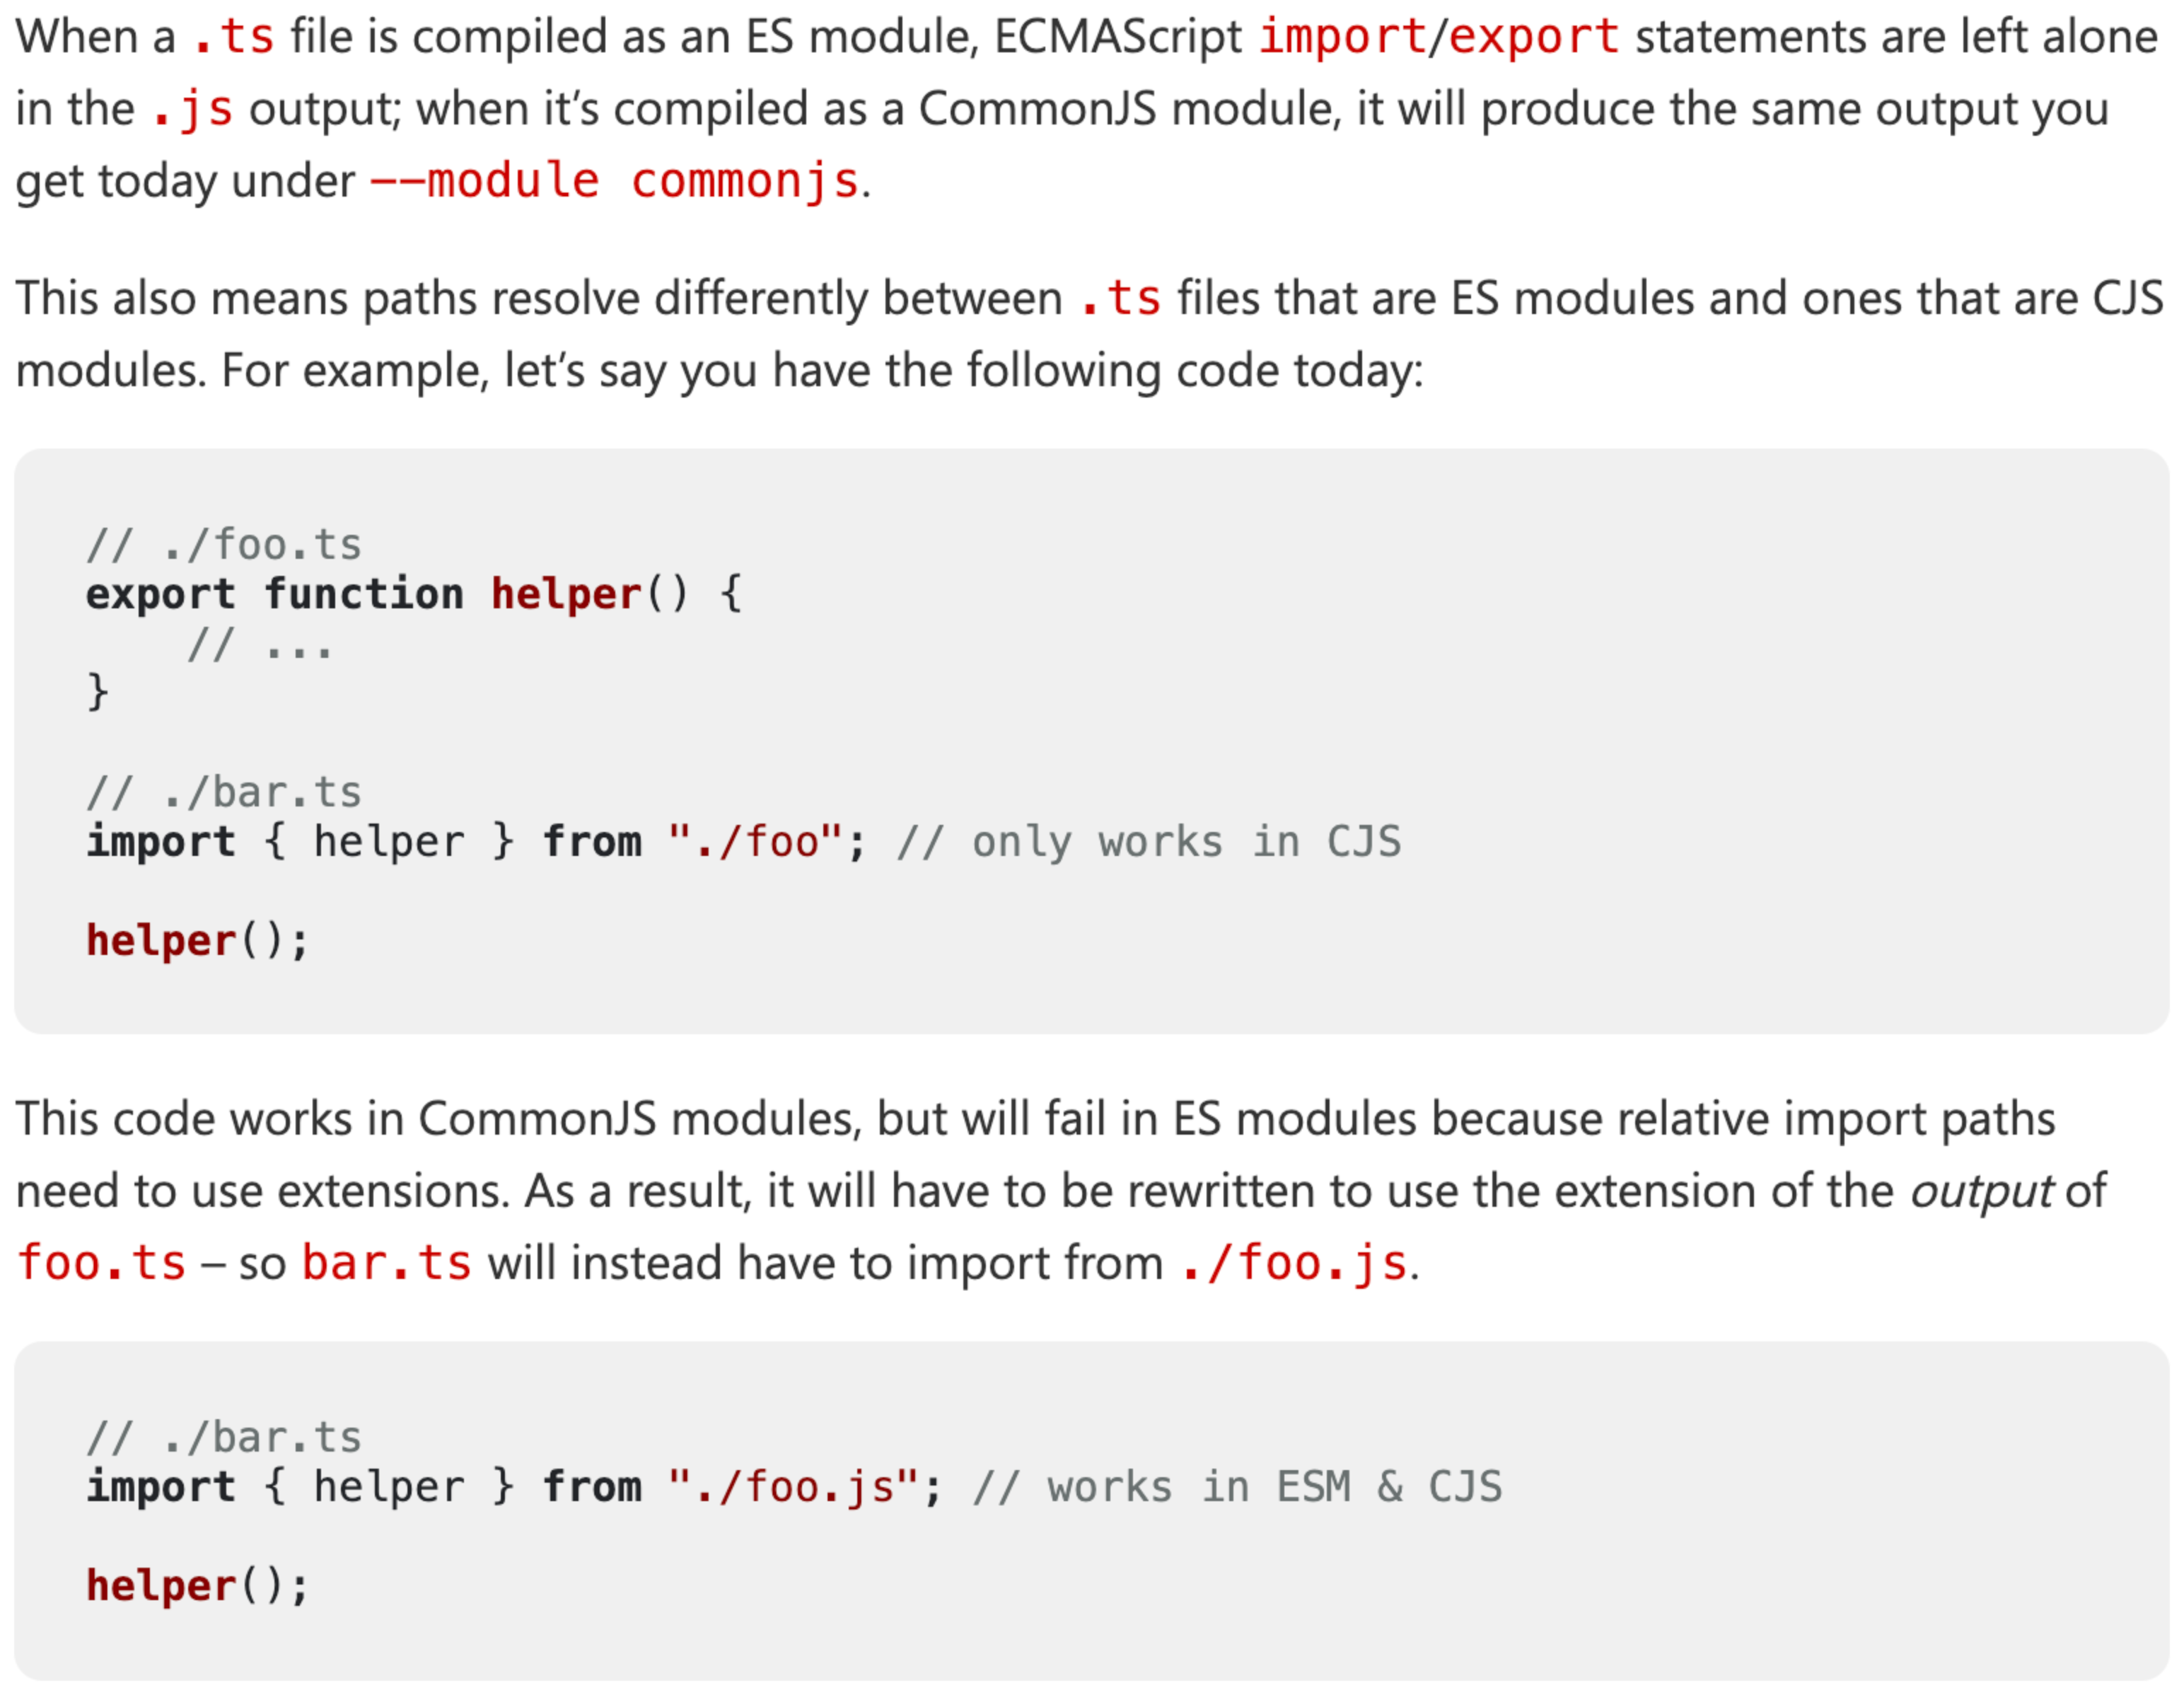 When a .ts file is compiled as an ES module, ECMAScript import/export statements are left alone
in the .js output; when it’s compiled as a CommonJS module, it will produce the same output you
get today under --module commonjs.
This also means paths resolve differently between .ts files that are ES modules and ones that are CJS
modules. For example, let’s say you have the following code today:
// ./foo.ts
export function helper() {
    // ...
}
// ./bar.ts
import { helper } from "./foo"; // only works in CJS
helper();
This code works in CommonJS modules, but will fail in ES modules because relative import paths
need to use extensions. As a result, it will have to be rewritten to use the extension of the output of
foo.ts – so bar.ts will instead have to import from ./foo.js.
// ./bar.ts
import { helper } from "./foo.js"; // works in ESM & CJS
helper();